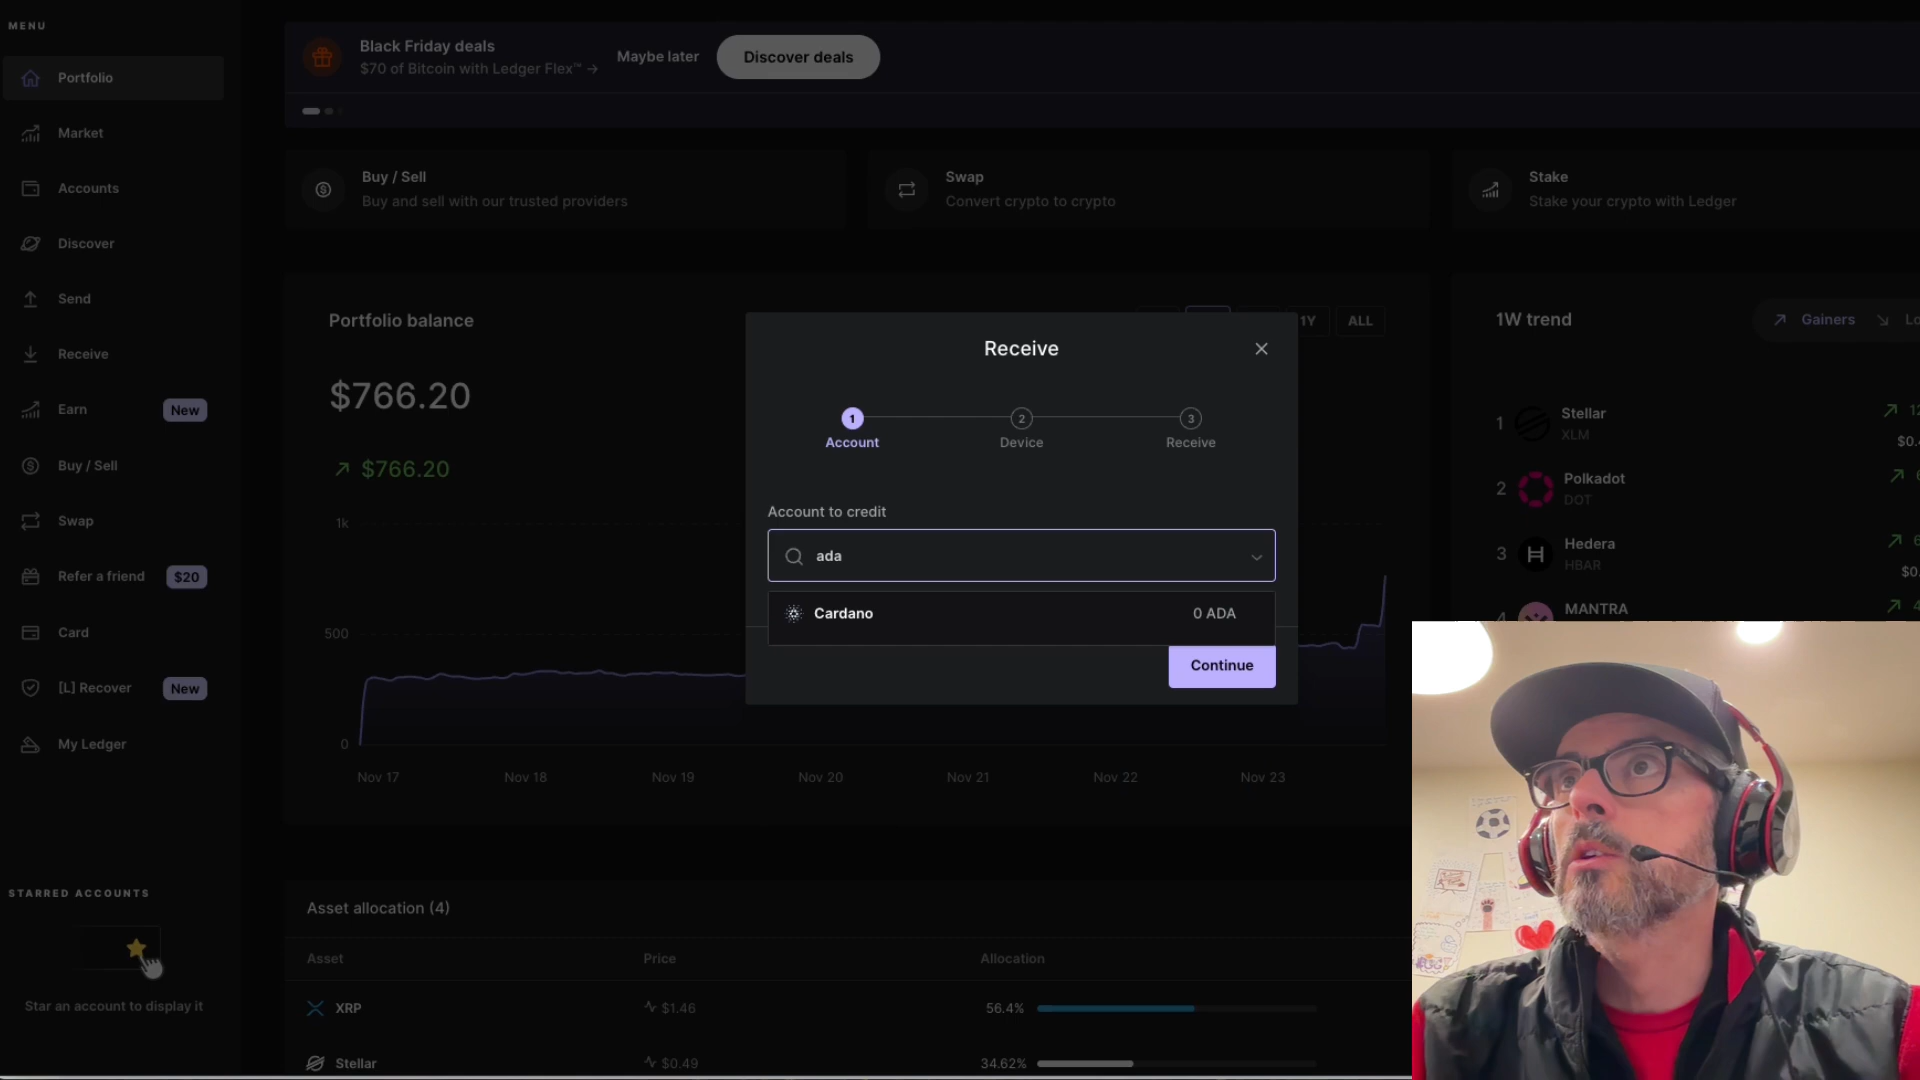 MENU
Portfolio
Market
Accounts
Discover
Send
Receive
Earn
New
Buy / Sell
Swap
Refer a friend
$20
Card
[L] Recover
New
My Ledger
STARRED ACCOUNTS
Star an account to display it
Black Friday deals
$70 of Bitcoin with Ledger Flex™ →
Maybe later
Discover deals
Buy / Sell
Buy and sell with our trusted providers
Swap
Convert crypto to crypto
Stake
Stake your crypto with Ledger
Portfolio balance
1Y
ALL
$766.20
$766.20
1k
500
0
Nov 17
Nov 18
Nov 19
Nov 20
Nov 21
Nov 22
Nov 23
Receive
1
2
3
Account
Device
Receive
Account to credit
ada
Cardano
0 ADA
Continue
1W trend
Gainers
1
Stellar
XLM
2
Polkadot
DOT
3
Hedera
HBAR
4
MANTRA
Asset allocation (4)
Asset
Price
Allocation
XRP
$1.46
56.4%
Stellar
$0.49
34.62%